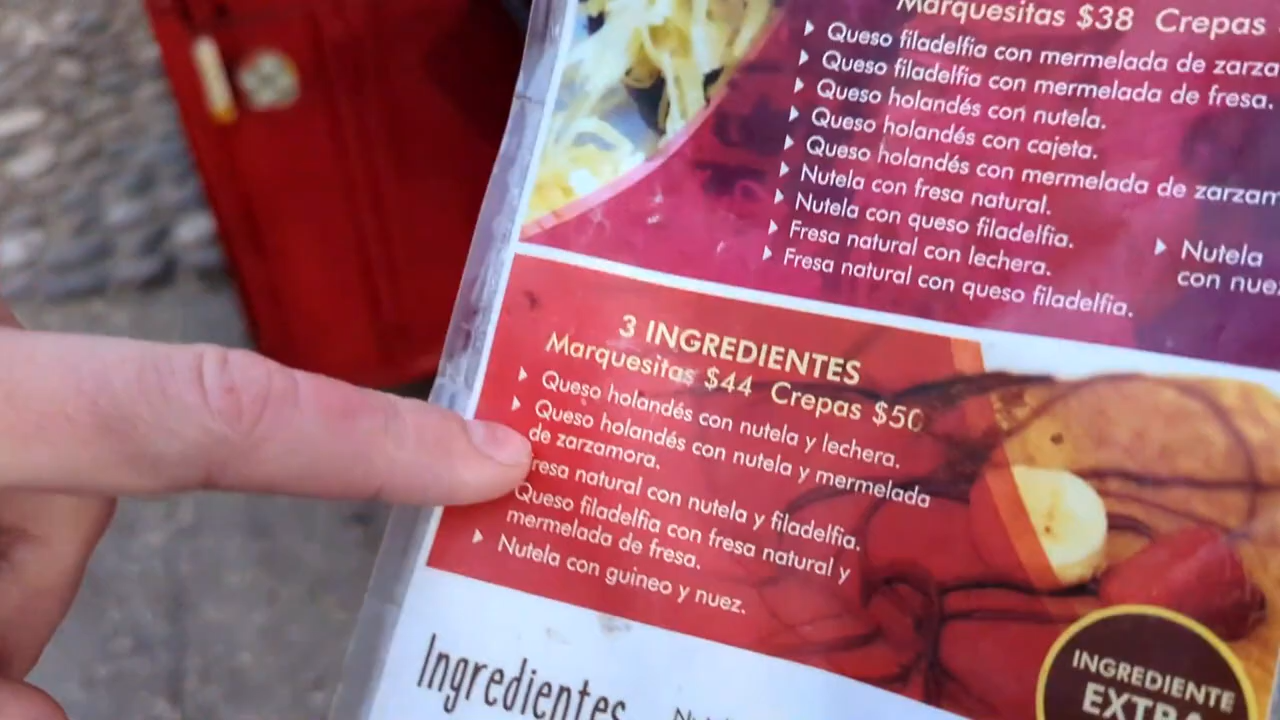 Marquesitas $38 Crepas
Queso filadelfia con mermelada de
Queso filadelfia con mermelada de fresa.
Queso holandés con nutela.
Queso holandés con cajeta.
Queso holandés con mermelada de
Nutela con fresa natural.
Nutela con queso filadelfia.
Fresa natural con lechera.
Fresa natural con queso filadelfia.
Nutela
con
3 INGREDIENTES
Marquesitas $44 Crepas $50
Queso holandés con nutela y lechera.
Queso holandés con nutela y mermelada
de zarzamora.
Fresa natural con nutela y filadelfia.
Queso filadelfia con fresa natural y
mermelada de fresa.
Nutela con guineo y nuez.
Ingredientes
INGREDIENTE
EXTRA